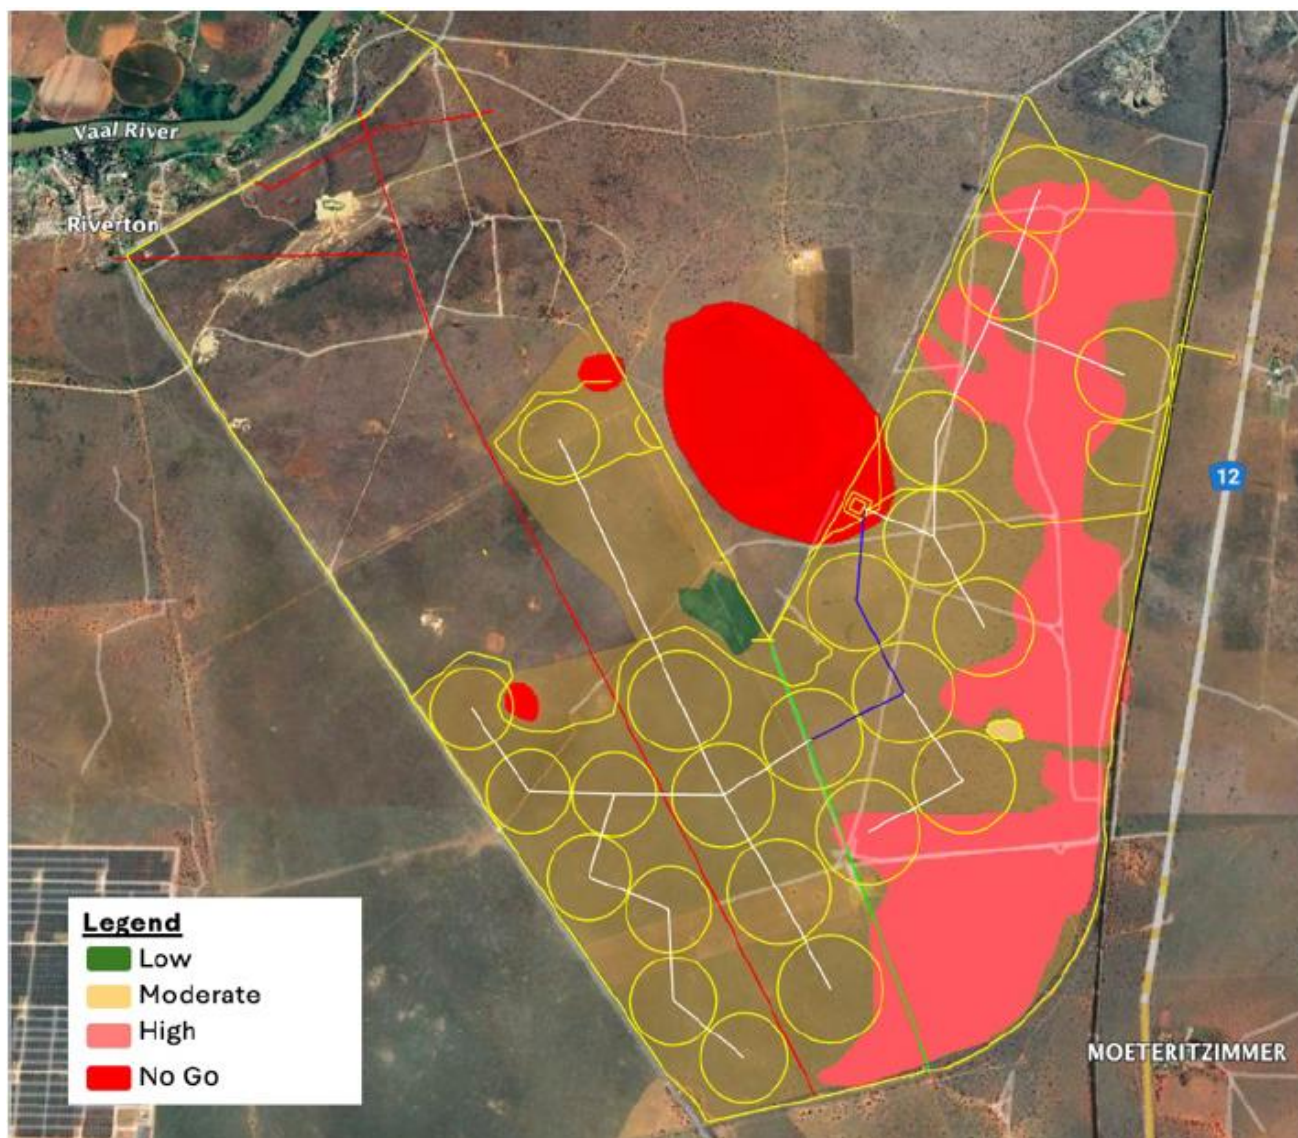 Vaal River
Riverton
12
Legend
Low
Moderate
High
No Go
MOETERITZIMMER